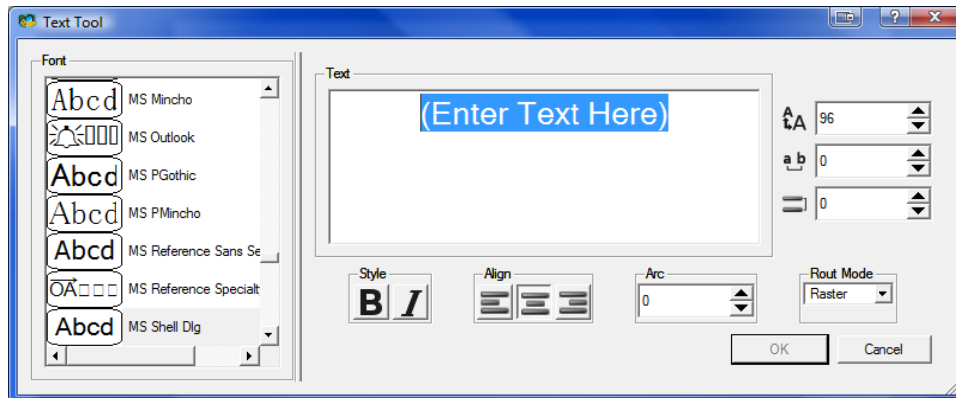 Text Tool
?
X
Font
Abcd MS Mincho
MS Outlook
Abcd MS PGothic
Abcd MS PMincho
Abcd MS Reference Sans Se
OA MS Reference Specialt
Abcd MS Shell Dlg
Text
(Enter Text Here)
AA 96
a b 0
0
Style
B I
Align
Arc
0
Rout Mode
Raster
OK Cancel